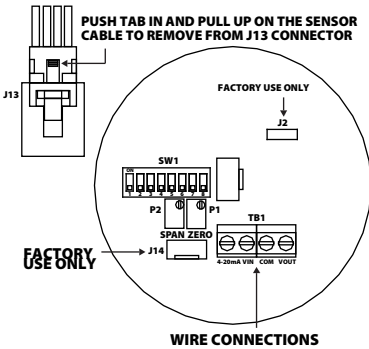 PUSH TAB IN AND PULL UP ON THE SENSOR
CABLE TO REMOVE FROM J13 CONNECTOR
J13
FACTORY USE ONLY
J2
SW1
ON
1 2 3 4 5 6 7 8
P2
P1
SPAN ZERO
TB1
FACTORY
USE ONLY
J14
4-20mA VIN COM VOUT
WIRE CONNECTIONS